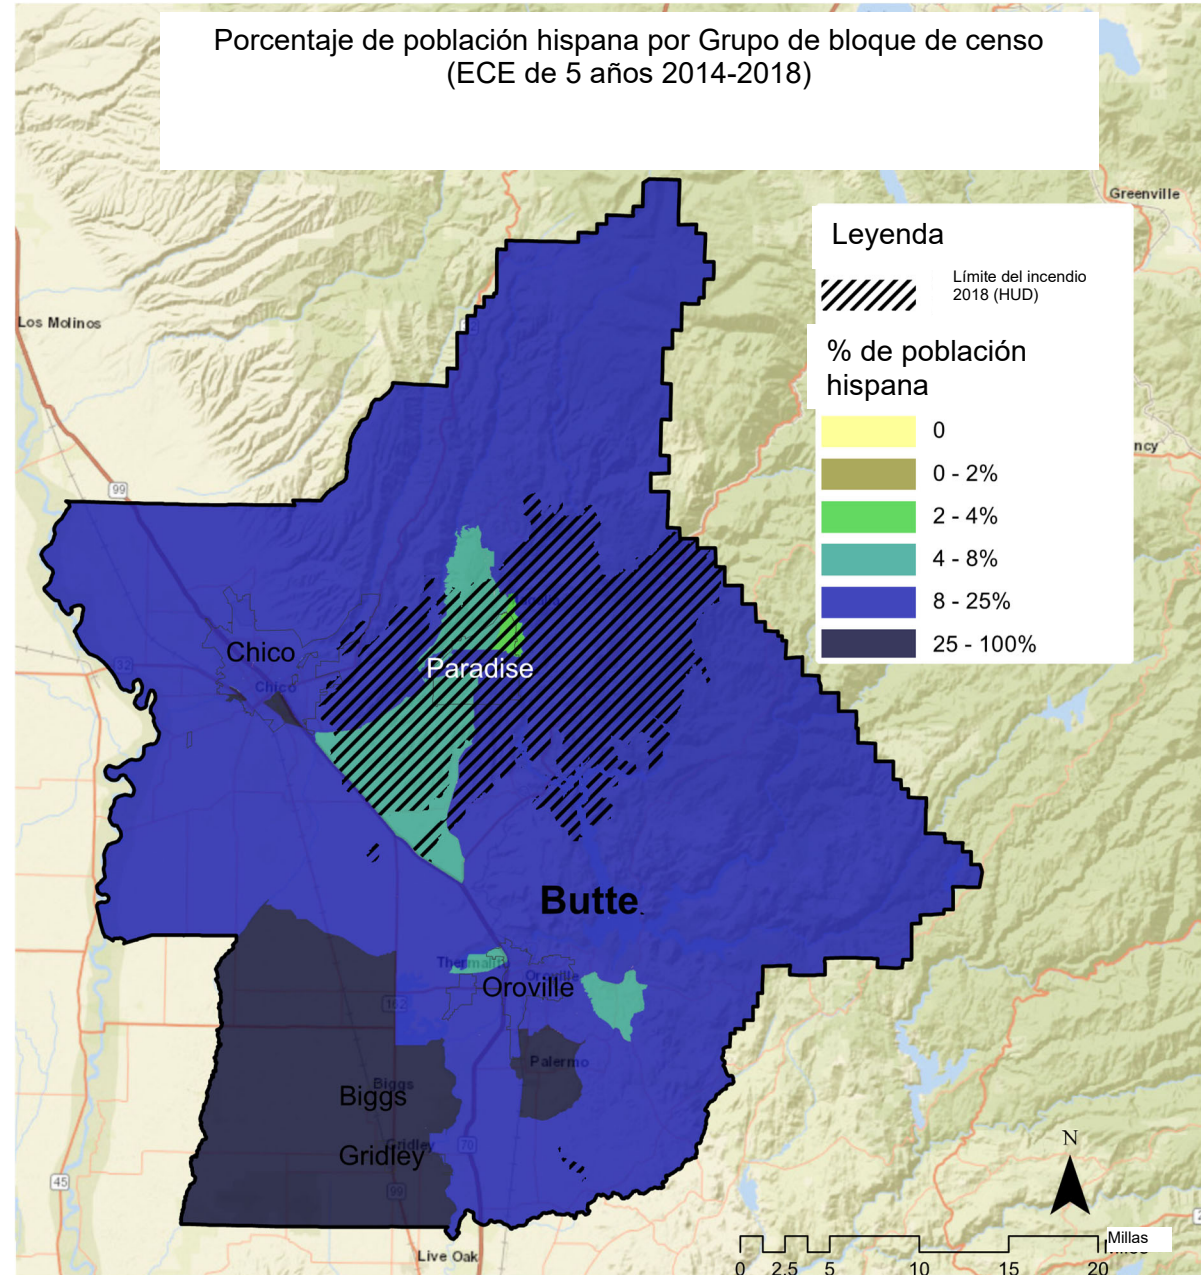 Porcentaje de población hispana por Grupo de bloque de censo
(ECE de 5 años 2014-2018)
Greenville
Leyenda
Límite del incendio
2018 (HUD)
Los Molinos
% de población
hispana
0
0 - 2%
ncy
2 - 4%
99
4 - 8%
8 - 25%
25 - 100%
Chico
32
Paradise
Chico
Butte
Thermalito
Oroville
Oroville
162
Palermo
Biggs
Biggs
Gridley
Gridley
70
N
45
99
Live Oak
Millas
0 2.5 5 10 15 20